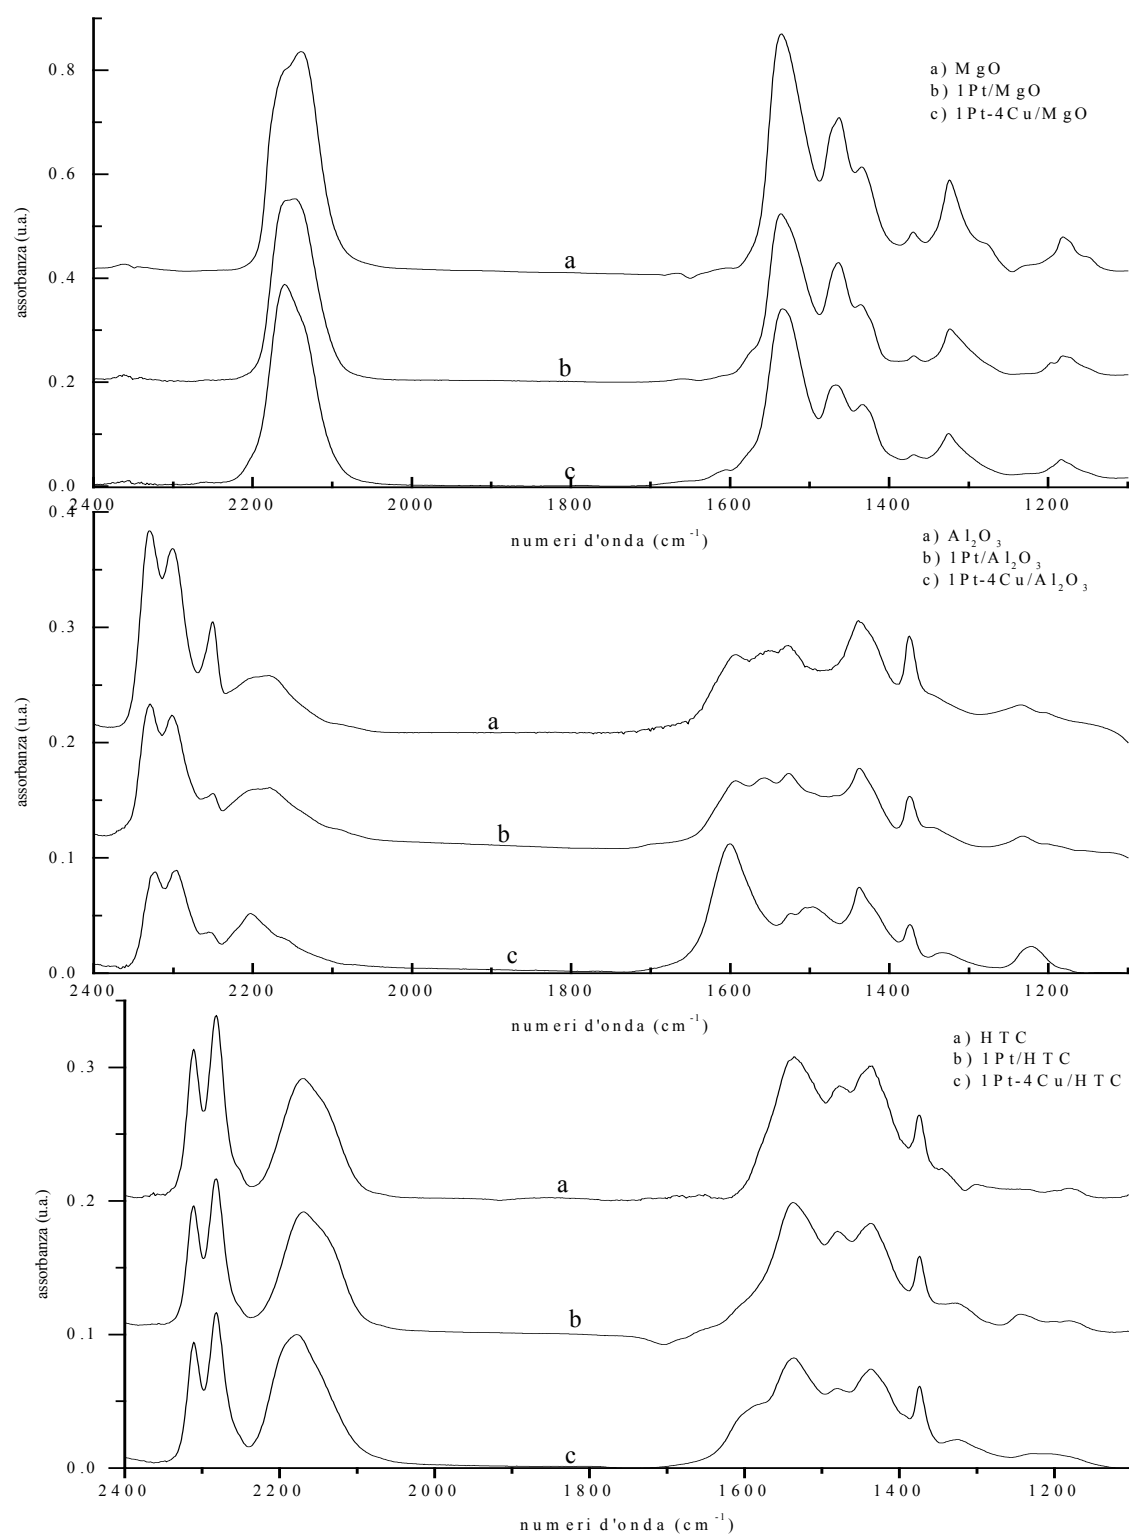 a) MgO
b) 1Pt/MgO
c) 1Pt-4Cu/MgO
0.8
0.6
0.4
0.2
0.0
assorbanza (u.a.)
a
b
c
2400 2200 2000 1800 1600 1400 1200
numeri d'onda (cm⁻¹)
a) Al₂O₃
b) 1Pt/Al₂O₃
c) 1Pt-4Cu/Al₂O₃
0.4
0.3
0.2
0.1
0.0
assorbanza (u.a.)
a
b
c
2400 2200 2000 1800 1600 1400 1200
numeri d'onda (cm⁻¹)
a) HTC
b) 1Pt/HTC
c) 1Pt-4Cu/HTC
0.3
0.2
0.1
0.0
assorbanza (u.a.)
a
b
c
2400 2200 2000 1800 1600 1400 1200
numeri d'onda (cm⁻¹)